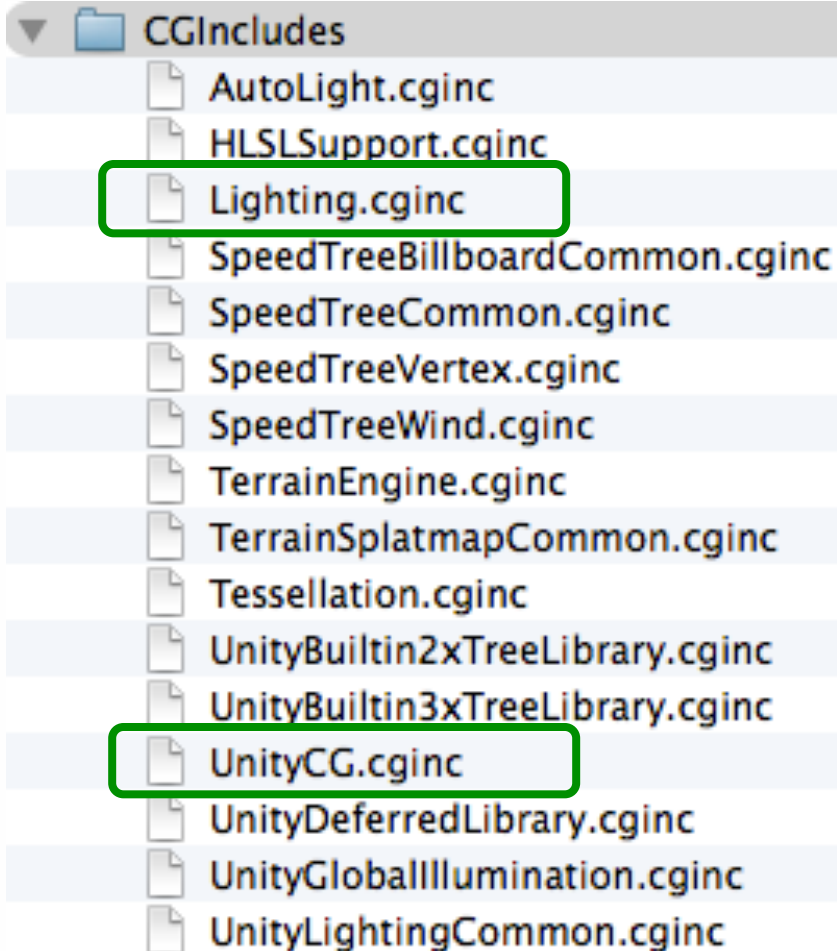 CGIncludes
AutoLight.cginc
HLSLSupport.cginc
Lighting.cginc
SpeedTreeBillboardCommon.cginc
SpeedTreeCommon.cginc
SpeedTreeVertex.cginc
SpeedTreeWind.cginc
TerrainEngine.cginc
TerrainSplatmapCommon.cginc
Tessellation.cginc
UnityBuiltin2xTreeLibrary.cginc
UnityBuiltin3xTreeLibrary.cginc
UnityCG.cginc
UnityDeferredLibrary.cginc
UnityGlobalIllumination.cginc
UnityLightingCommon.cginc